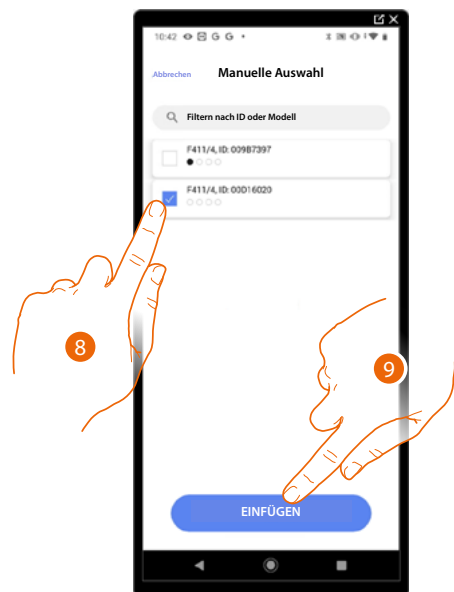 10:42 G G
Abbrechen Manuelle Auswahl
Filtern nach ID oder Modell
F411/4, ID: 009B7397
F411/4, ID: 00D16020
8
9
EINFÜGEN